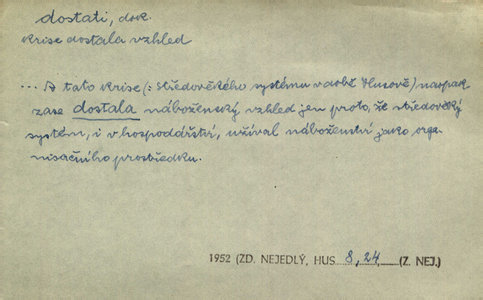 dostati, dok.
krise dostala vzhled
... A tato krise (: středověkého systému v době Husově) naopak
zase dostala náboženský vzhled jen proto, že středověký
systém, i v hospodářství, užíval náboženství jako orga-
nisačního prostředku.
1952 (ZD. NEJEDLÝ, HUS 8, 24 (Z. NEJ.)